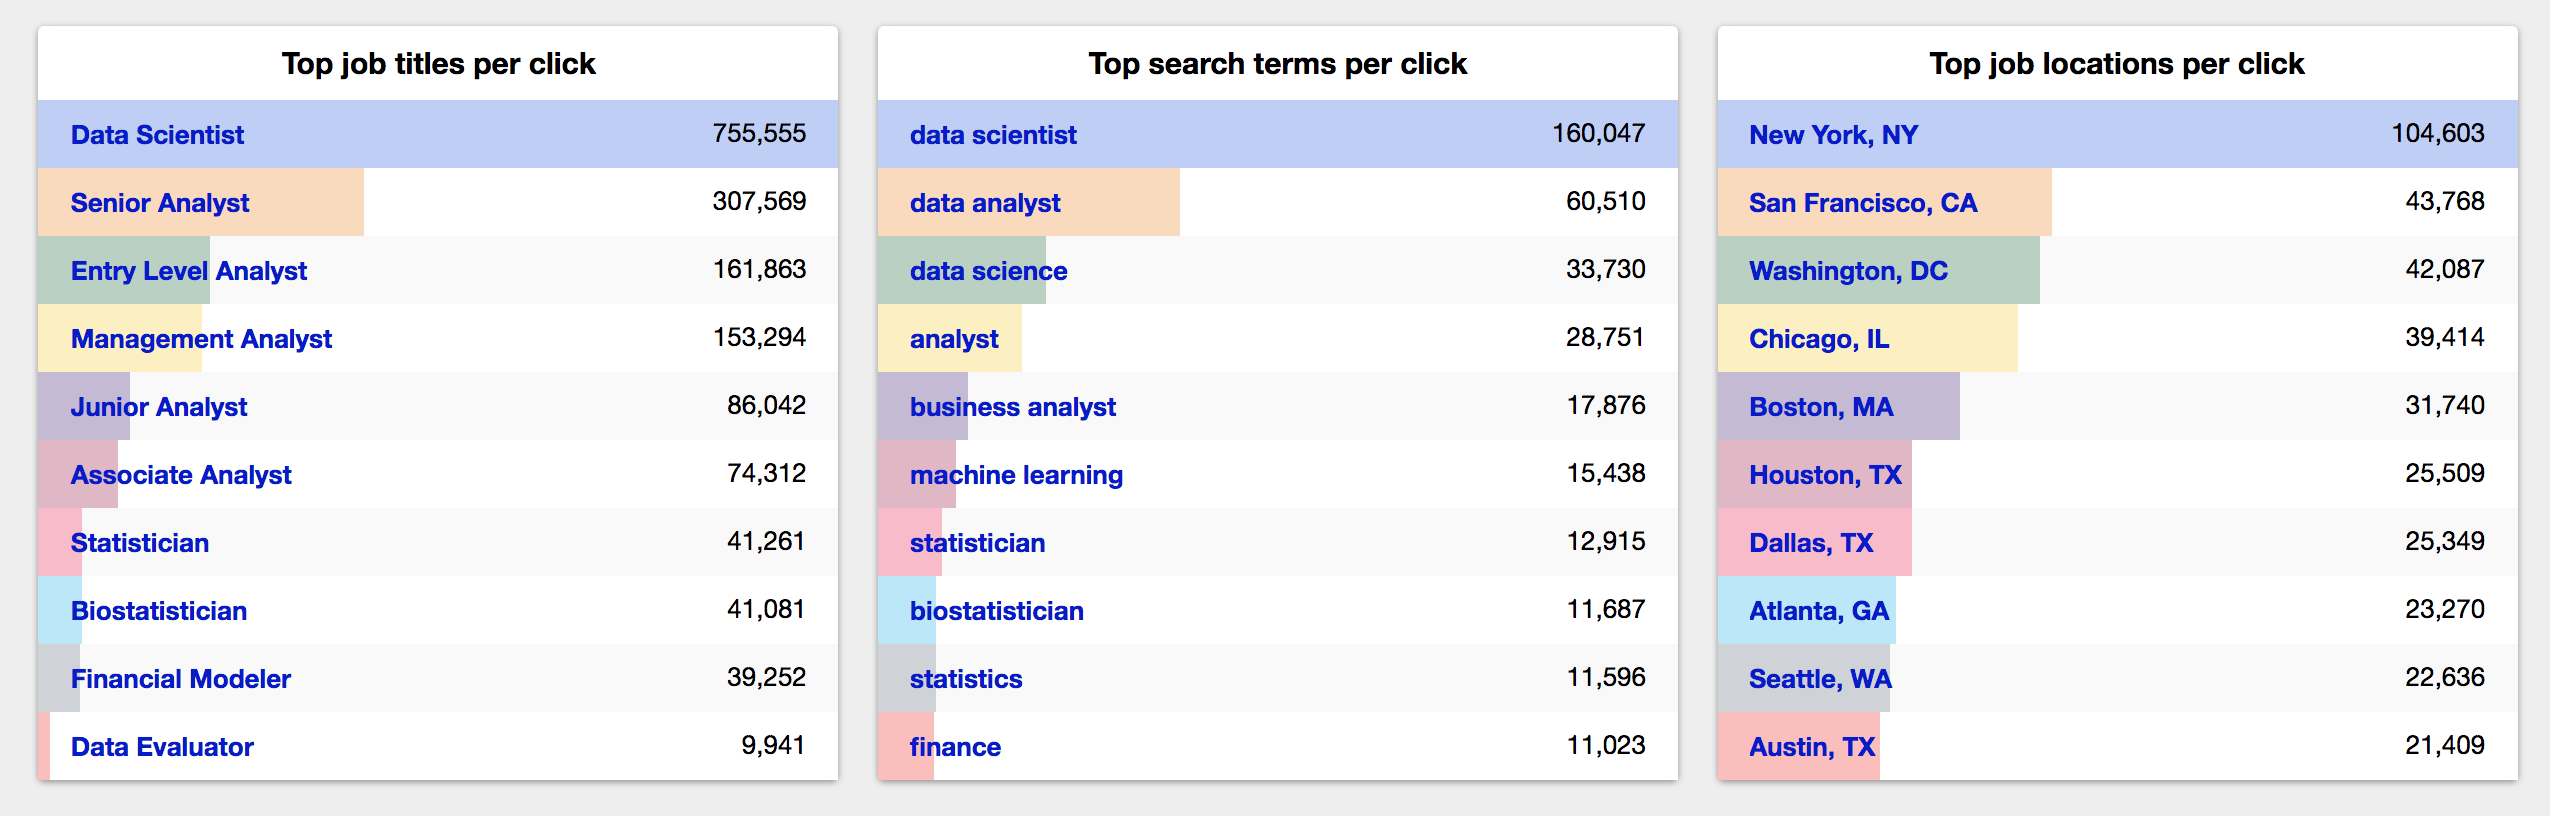 Top job titles per click
Data Scientist 755,555
Senior Analyst 307,569
Entry Level Analyst 161,863
Management Analyst 153,294
Junior Analyst 86,042
Associate Analyst 74,312
Statistician 41,261
Biostatistician 41,081
Financial Modeler 39,252
Data Evaluator 9,941
Top search terms per click
data scientist 160,047
data analyst 60,510
data science 33,730
analyst 28,751
business analyst 17,876
machine learning 15,438
statistician 12,915
biostatistician 11,687
statistics 11,596
finance 11,023
Top job locations per click
New York, NY 104,603
San Francisco, CA 43,768
Washington, DC 42,087
Chicago, IL 39,414
Boston, MA 31,740
Houston, TX 25,509
Dallas, TX 25,349
Atlanta, GA 23,270
Seattle, WA 22,636
Austin, TX 21,409